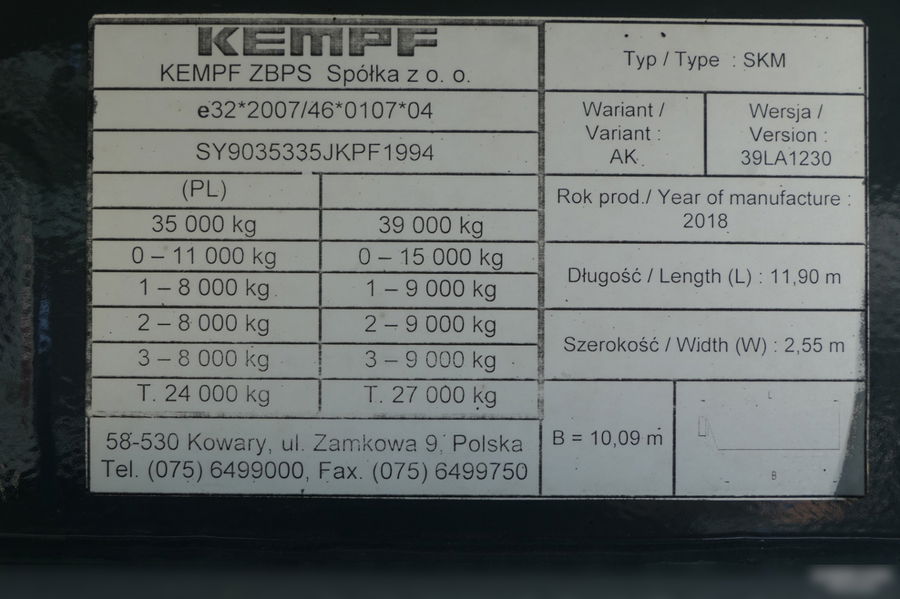 KEMPF
KEMPF ZBPS Spółka z o. o.
e32*2007/46*0107*04
SY9035335JKPF1994
(PL)
35 000 kg 39 000 kg
0 – 11 000 kg 0 – 15 000 kg
1 – 8 000 kg 1 – 9 000 kg
2 – 8 000 kg 2 – 9 000 kg
3 – 8 000 kg 3 – 9 000 kg
T. 24 000 kg T. 27 000 kg
58-530 Kowary, ul. Zamkowa 9, Polska
Tel. (075) 6499000, Fax. (075) 6499750
Typ / Type : SKM
Wariant /
Variant :
AK
Wersja /
Version :
39LA1230
Rok prod./ Year of manufacture :
2018
Długość / Length (L) : 11,90 m
Szerokość / Width (W) : 2,55 m
B = 10,09 m
L
B